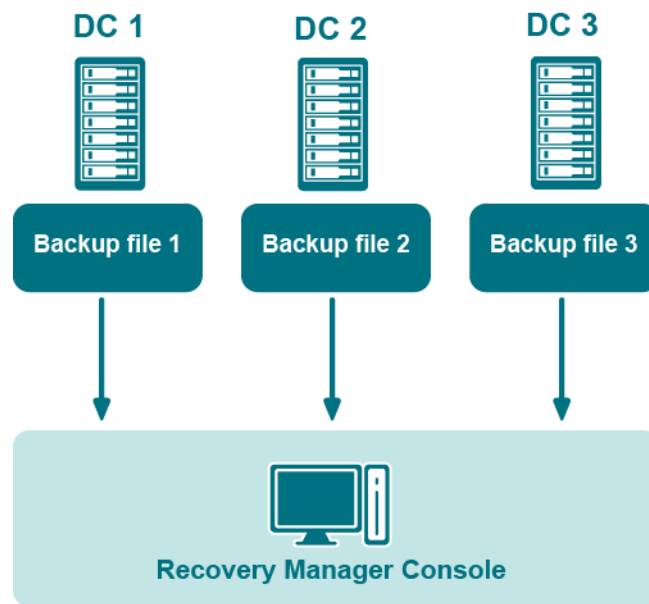 DC 1
DC 2
DC 3
Backup file 1
Backup file 2
Backup file 3
Recovery Manager Console